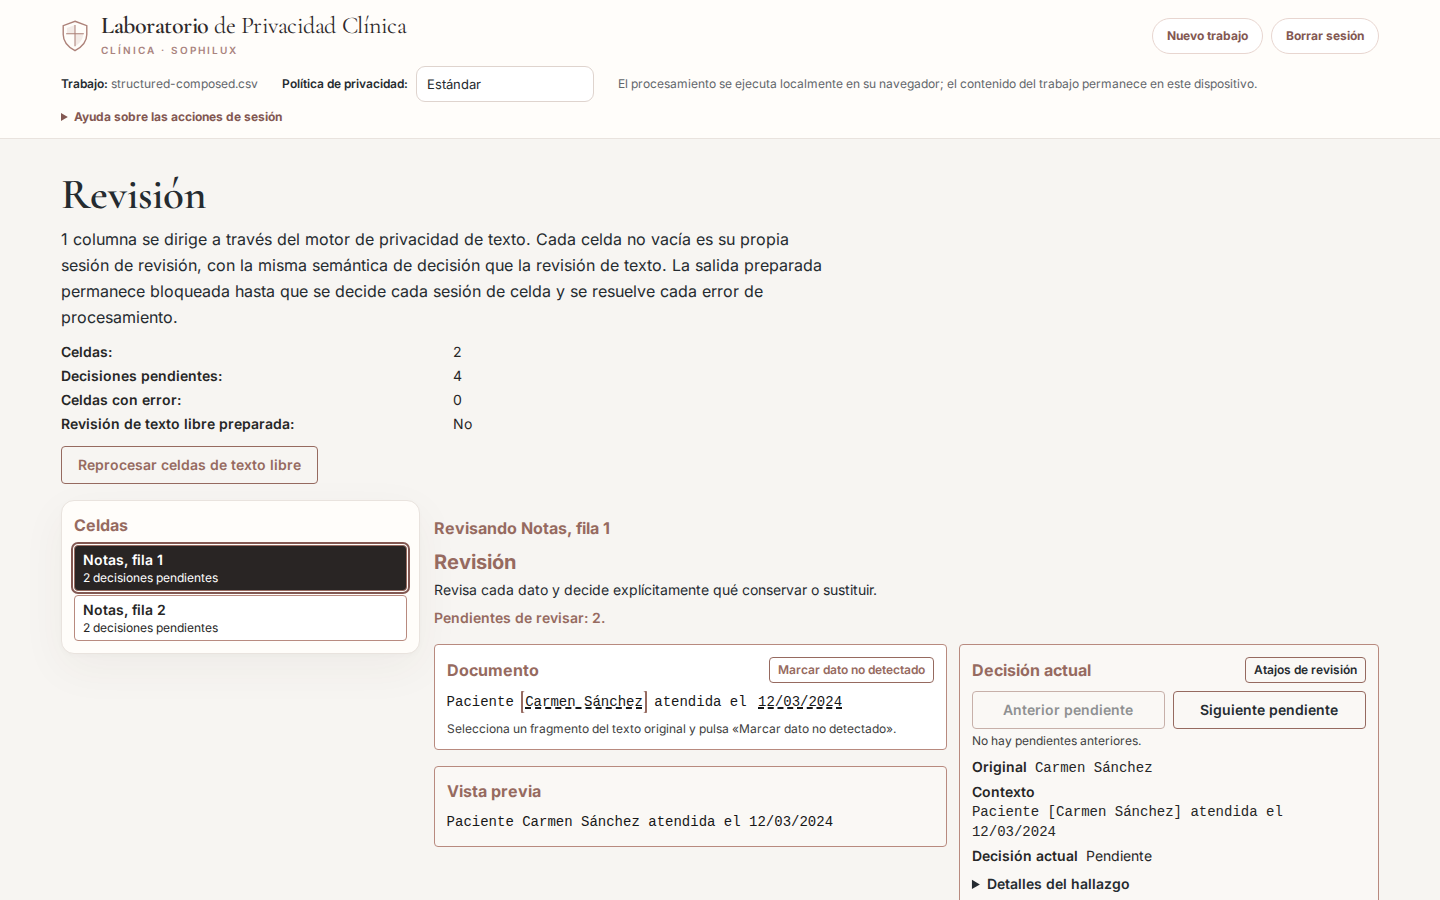 Laboratorio de Privacidad Clínica
CLÍNICA · SOPHILUX
Nuevo trabajo
Borrar sesión
Trabajo: structured-composed.csv
Política de privacidad:
Estándar
El procesamiento se ejecuta localmente en su navegador; el contenido del trabajo permanece en este dispositivo.
Ayuda sobre las acciones de sesión
Revisión
1 columna se dirige a través del motor de privacidad de texto. Cada celda no vacía es su propia
sesión de revisión, con la misma semántica de decisión que la revisión de texto. La salida preparada
permanece bloqueada hasta que se decide cada sesión de celda y se resuelve cada error de
procesamiento.
Celdas: 2
Decisiones pendientes: 4
Celdas con error: 0
Revisión de texto libre preparada: No
Reprocesar celdas de texto libre
Celdas
Notas, fila 1
2 decisiones pendientes
Notas, fila 2
2 decisiones pendientes
Revisando Notas, fila 1
Revisión
Revisa cada dato y decide explícitamente qué conservar o sustituir.
Pendientes de revisar: 2.
Documento
Marcar dato no detectado
Paciente [Carmen Sánchez] atendida el 12/03/2024
Selecciona un fragmento del texto original y pulsa «Marcar dato no detectado».
Vista previa
Paciente Carmen Sánchez atendida el 12/03/2024
Decisión actual
Atajos de revisión
Anterior pendiente
Siguiente pendiente
No hay pendientes anteriores.
Original Carmen Sánchez
Contexto
Paciente [Carmen Sánchez] atendida el
12/03/2024
Decisión actual Pendiente
Detalles del hallazgo